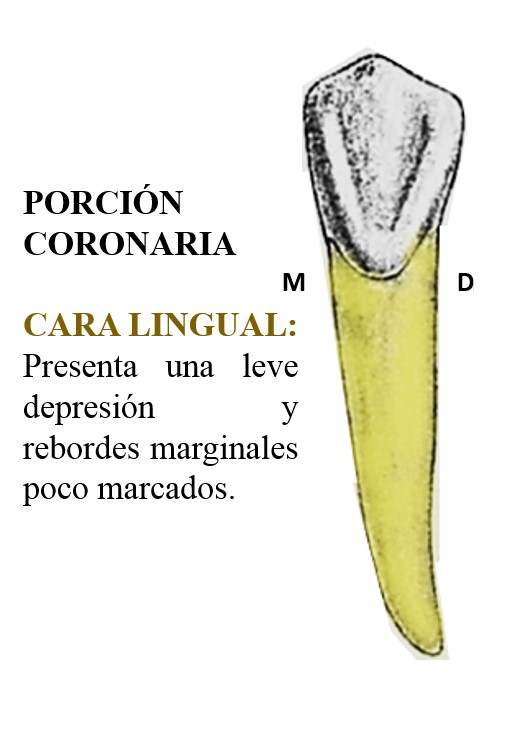 PORCIÓN
CORONARIA
M
D
CARA LINGUAL:
Presenta una leve
depresión y
rebordes marginales
poco marcados.